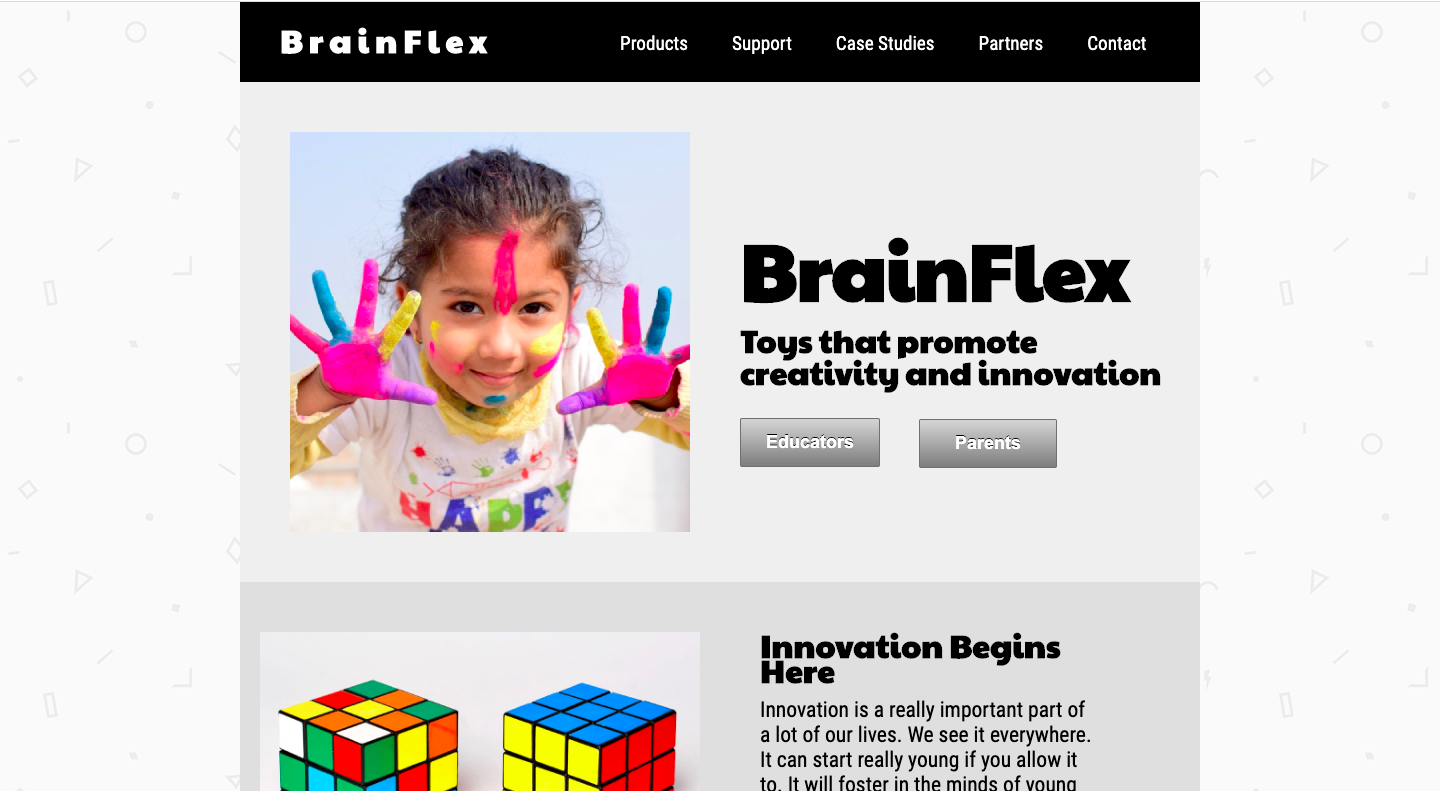 BrainFlex
Products Support Case Studies Partners Contact
BrainFlex
Toys that promote
creativity and innovation
Educators Parents
HAPP
Innovation Begins
Here
Innovation is a really important part of
a lot of our lives. We see it everywhere.
It can start really young if you allow it
to. It will foster in the minds of young